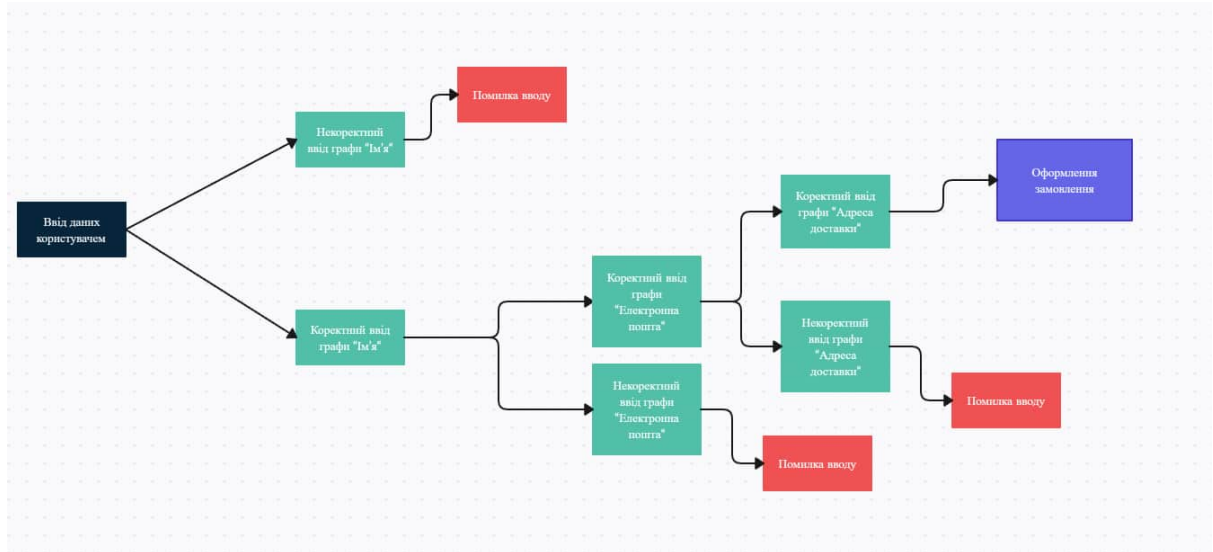 Помилка вводу
Некоректний
ввід графи "Ім'я"
Оформлення
замовлення
Коректний ввід
графи "Адреса
доставки"
Ввід даних
користувачем
Коректний ввід
графи
"Електронна
пошта"
Некоректний
ввід графи
"Адреса
доставки"
Коректний ввід
графи "Ім'я"
Некоректний
ввід графи
"Електронна
пошта"
Помилка вводу
Помилка вводу